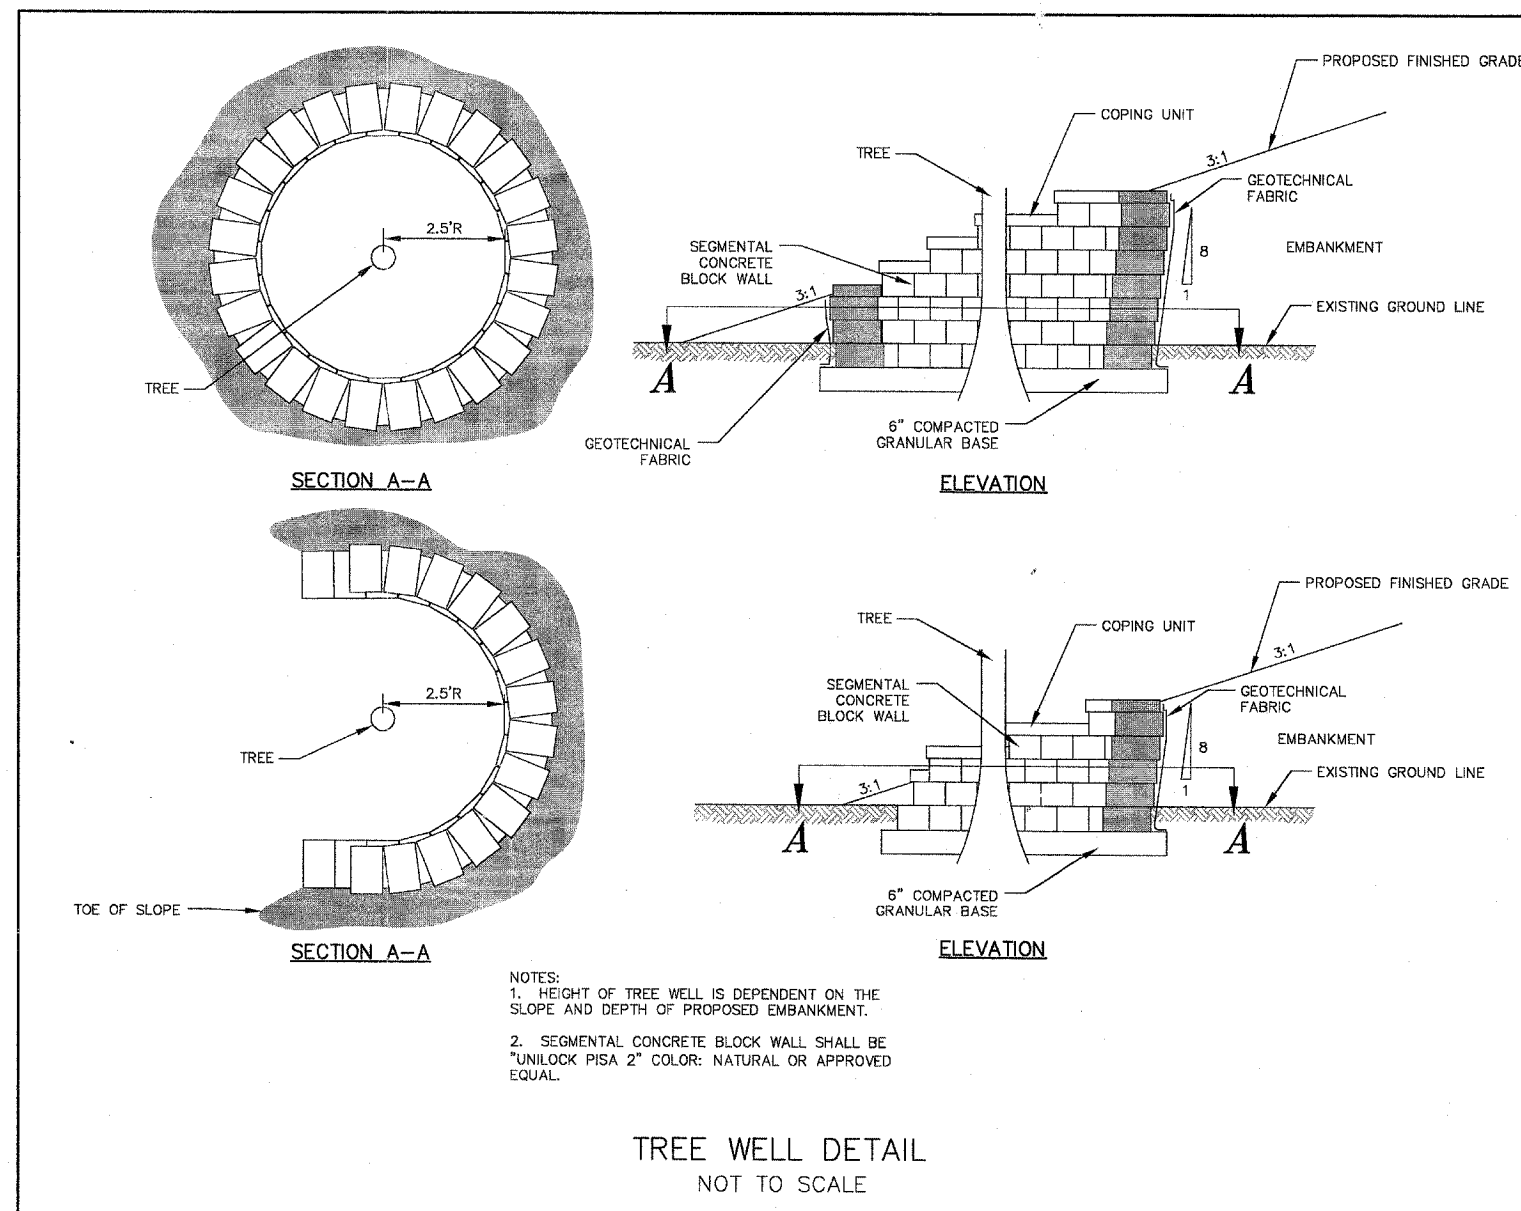 PROPOSED FINISHED GRADE
COPING UNIT
TREE
3:1
GEOTECHNICAL
FABRIC
2.5'R
SEGMENTAL
CONCRETE
BLOCK WALL
8
EMBANKMENT
3:1
1
EXISTING GROUND LINE
A
A
TREE
6" COMPACTED
GRANULAR BASE
GEOTECHNICAL
FABRIC
SECTION A-A
ELEVATION
PROPOSED FINISHED GRADE
TREE
COPING UNIT
3:1
SEGMENTAL
CONCRETE
BLOCK WALL
GEOTECHNICAL
FABRIC
2.5'R
8
EMBANKMENT
TREE
3:1
1
EXISTING GROUND LINE
A
A
6" COMPACTED
GRANULAR BASE
TOE OF SLOPE
SECTION A-A
ELEVATION
NOTES:
1. HEIGHT OF TREE WELL IS DEPENDENT ON THE
SLOPE AND DEPTH OF PROPOSED EMBANKMENT.
2. SEGMENTAL CONCRETE BLOCK WALL SHALL BE
"UNILOCK PISA 2" COLOR: NATURAL OR APPROVED
EQUAL.
TREE WELL DETAIL
NOT TO SCALE